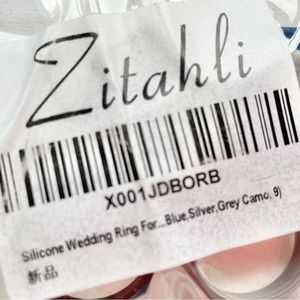 Zitahli
X001JDBORB
Silicone Wedding Ring For...Blue,Silver,Grey Camo, 9)
新品